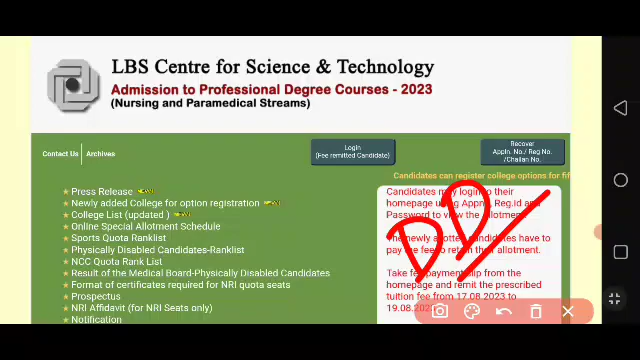 LBS Centre for Science & Technology
Admission to Professional Degree Courses - 2023
(Nursing and Paramedical Streams)
Contact Us
Archives
Login
(Fee remitted Candidate)
Recover
Appln. No./ Reg No.
/Challan No.
Candidates can register college options for fif
Press Release
Newly added College for option registration
College List (updated )
Online Special Allotment Schedule
Sports Quota Ranklist
Physically Disabled Candidates-Ranklist
NCC Quota Rank List
Result of the Medical Board-Physically Disabled Candidates
Format of certificates required for NRI quota seats
Prospectus
NRI Affidavit (for NRI Seats only)
Notification
Candidates may login to their
homepage using Appno, Reg.id and
Password to view the allotment.
The newly allotted candidates have to
pay the fee to retain their allotment.
Take fee payment slip from the
homepage and remit the prescribed
tuition fee from 17.08.2023 to
19.08.2023
DD